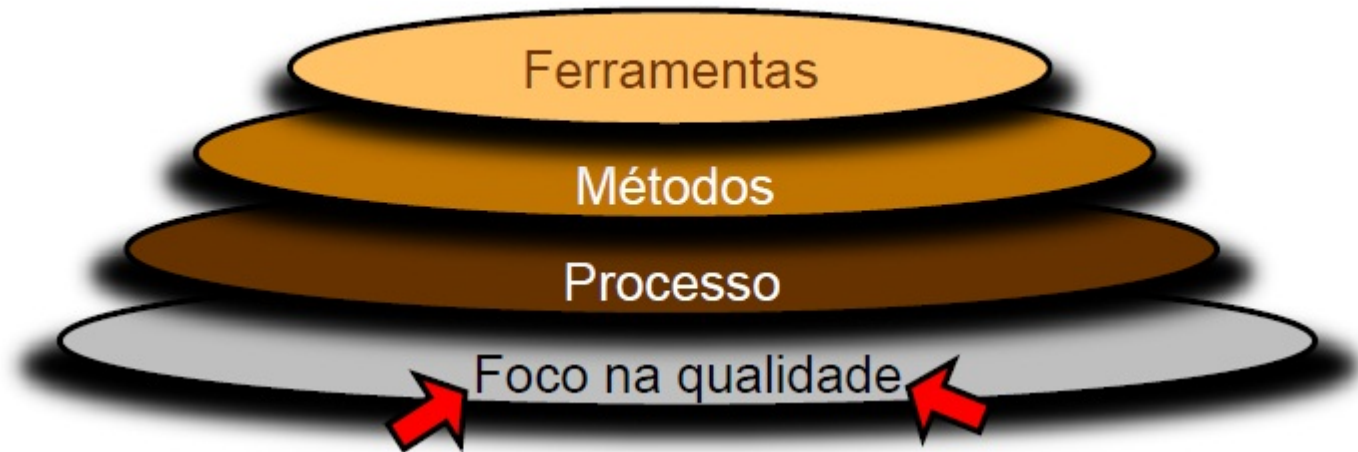 Ferramentas
Métodos
Processo
Foco na qualidade